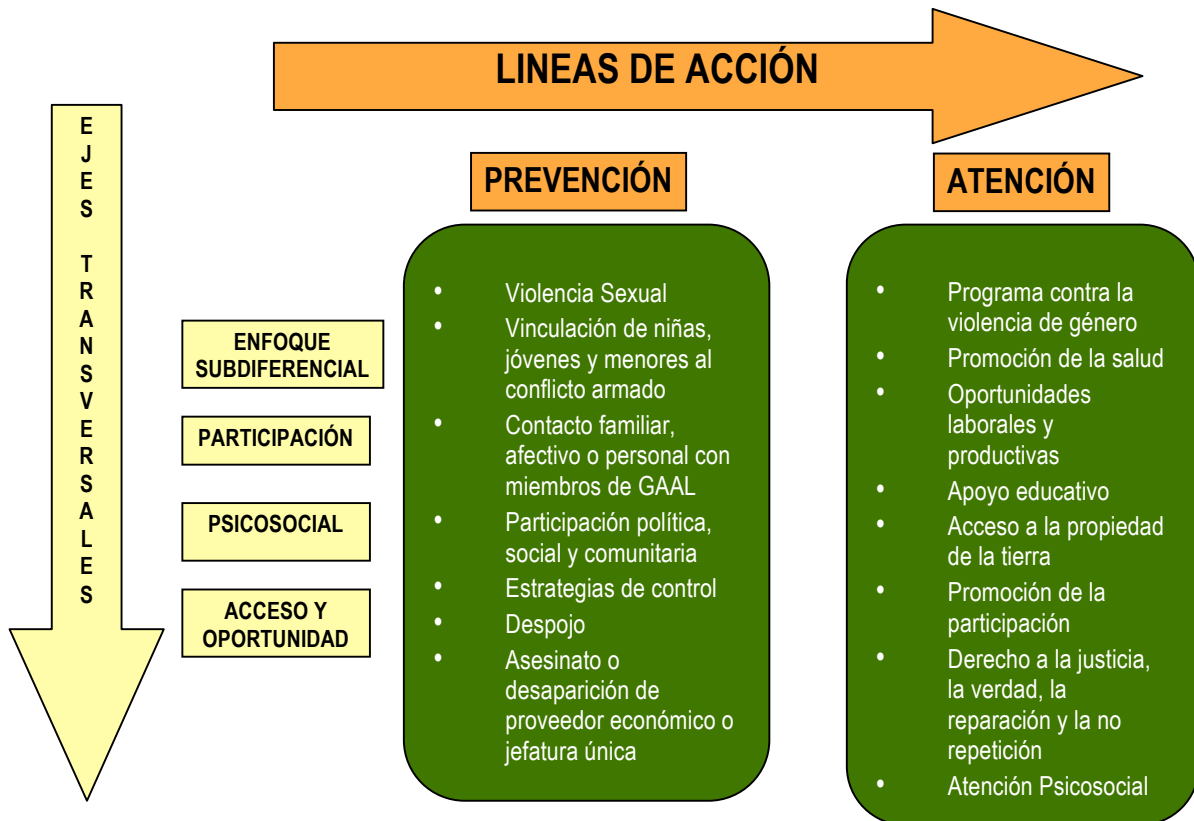 LINEAS DE ACCIÓN
EJES TRANSVERSALES
PREVENCIÓN
ATENCIÓN
ENFOQUE
SUBDIFERENCIAL
PARTICIPACIÓN
PSICOSOCIAL
ACCESO Y
OPORTUNIDAD
• Violencia Sexual
• Vinculación de niñas,
jóvenes y menores al
conflicto armado
• Contacto familiar,
afectivo o personal con
miembros de GAAL
• Participación política,
social y comunitaria
• Estrategias de control
• Despojo
• Asesinato o
desaparición de
proveedor económico o
jefatura única
• Programa contra la
violencia de género
• Promoción de la salud
• Oportunidades
laborales y
productivas
• Apoyo educativo
• Acceso a la propiedad
de la tierra
• Promoción de la
participación
• Derecho a la justicia,
la verdad, la
reparación y la no
repetición
• Atención Psicosocial